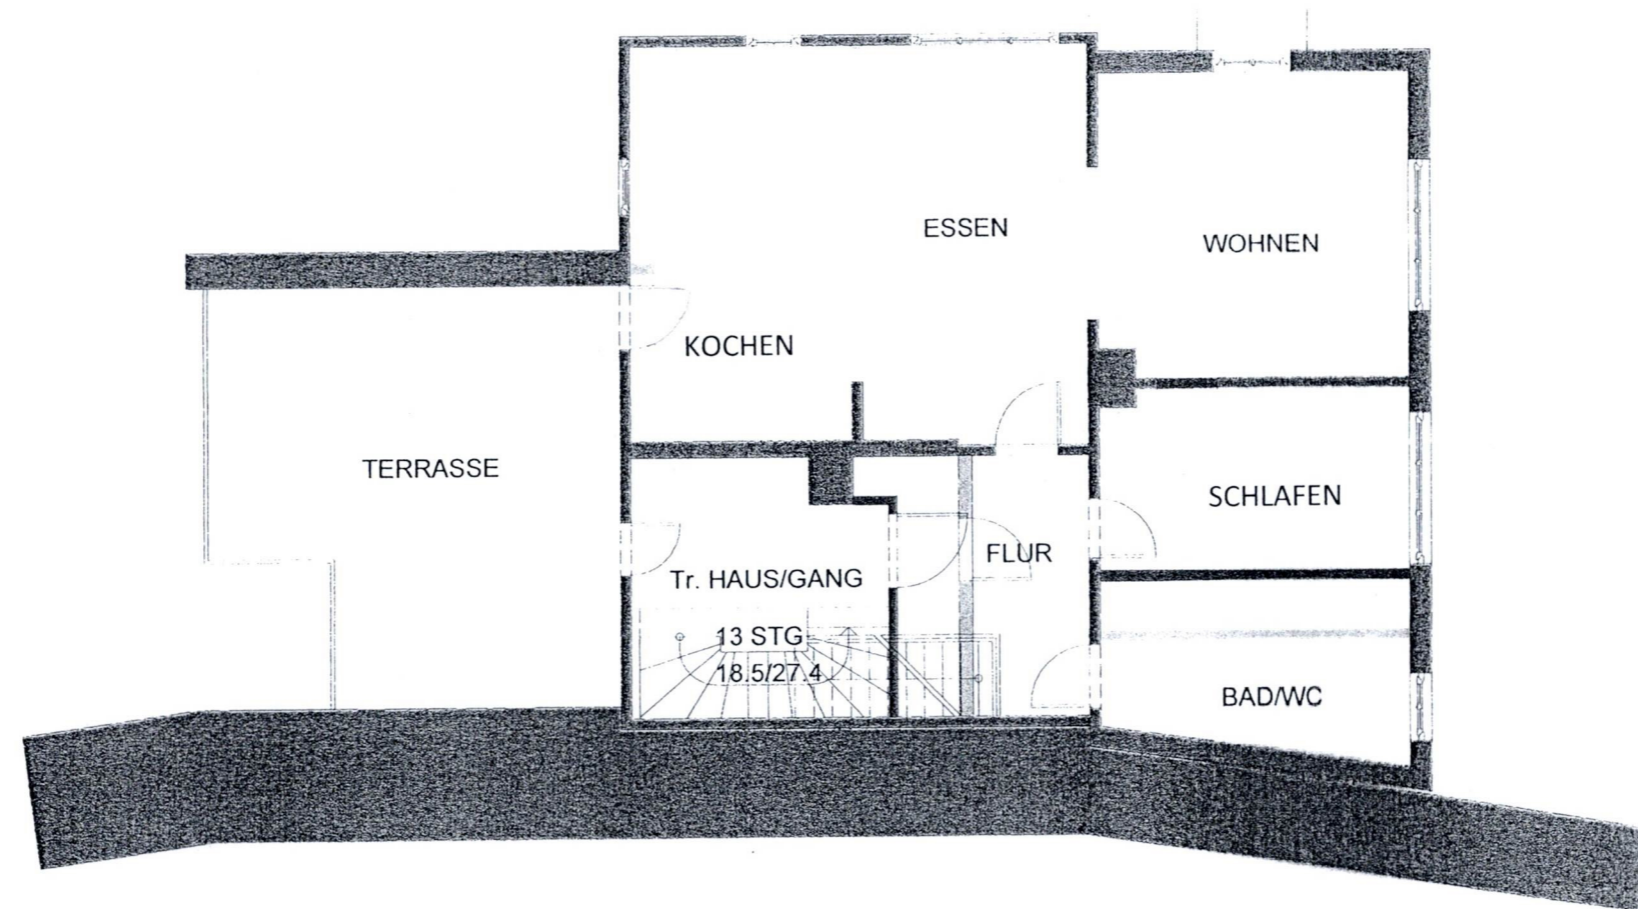 ESSEN
WOHNEN
KOCHEN
TERRASSE
SCHLAFEN
FLUR
Tr. HAUS/GANG
13 STG
18.5/27.4
BAD/WC